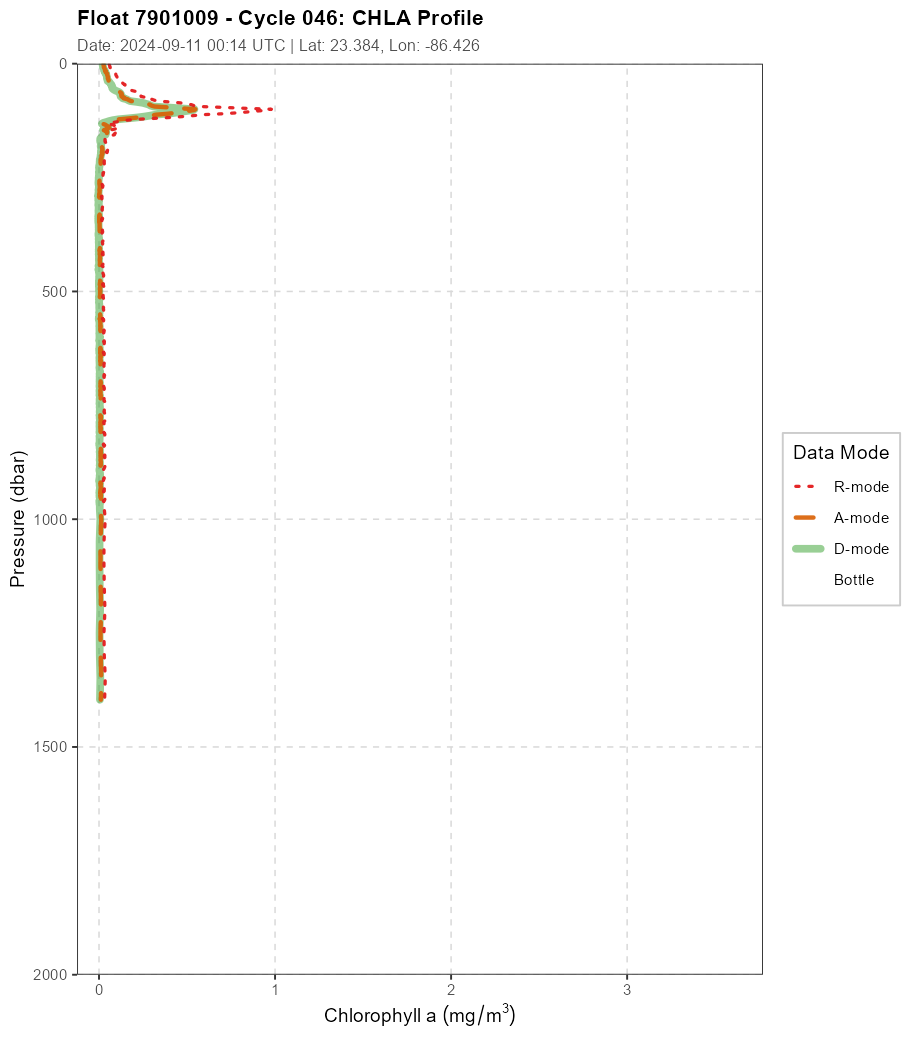 Float 7901009 - Cycle 046: CHLA Profile
Date: 2024-09-11 00:14 UTC | Lat: 23.384, Lon: -86.426
0
500
1000
1500
2000
Pressure (dbar)
0 1 2 3
Chlorophyll a (mg/m³)
Data Mode
R-mode
A-mode
D-mode
Bottle